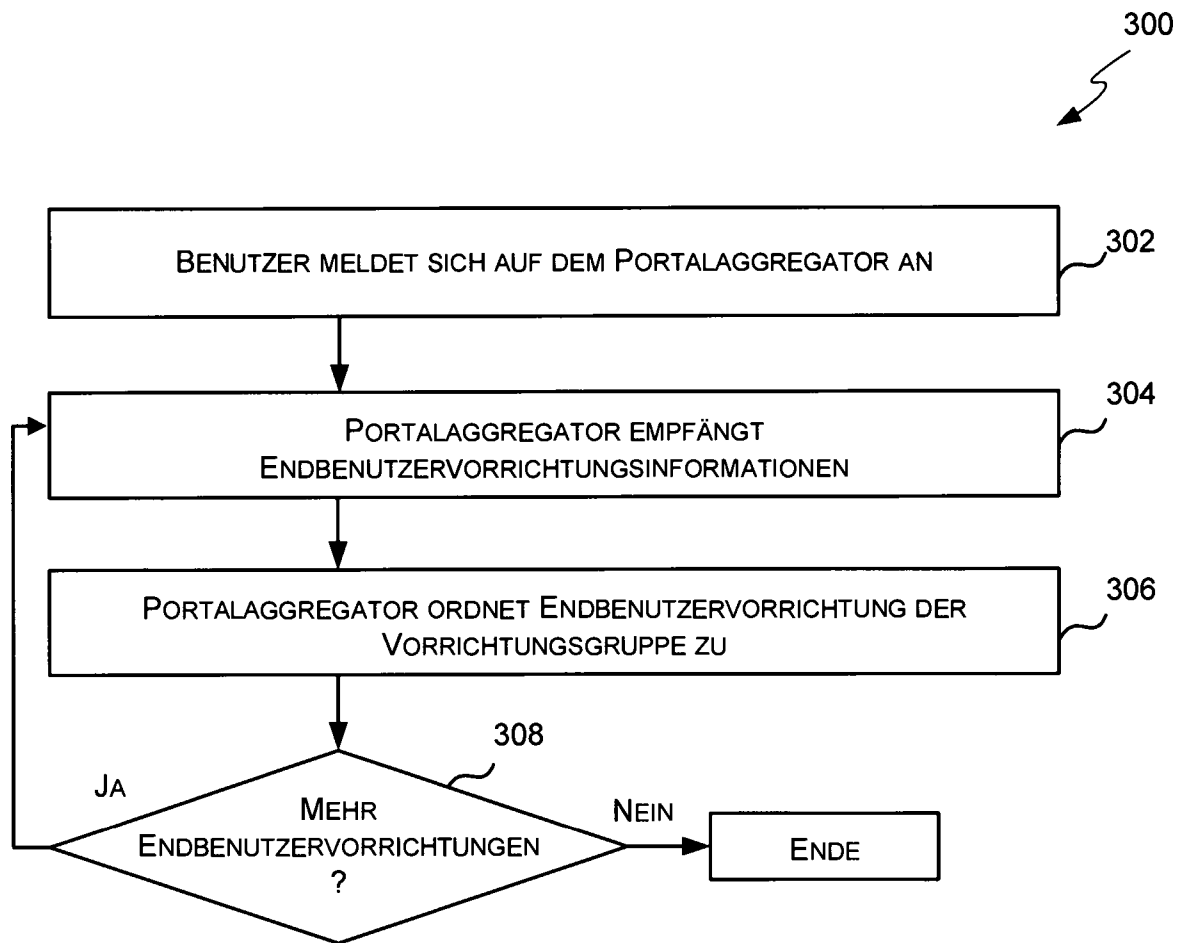 300
BENUTZER MELDET SICH AUF DEM PORTALAGGREGATOR AN
302
PORTALAGGREGATOR EMPFÄNGT
ENDBENUTZERVORRICHTUNGSINFORMATIONEN
304
PORTALAGGREGATOR ORDNET ENDBENUTZERVORRICHTUNG DER
VORRICHTUNGSGRUPPE ZU
306
308
JA
MEHR
ENDBENUTZERVORRICHTUNGEN
?
NEIN
ENDE